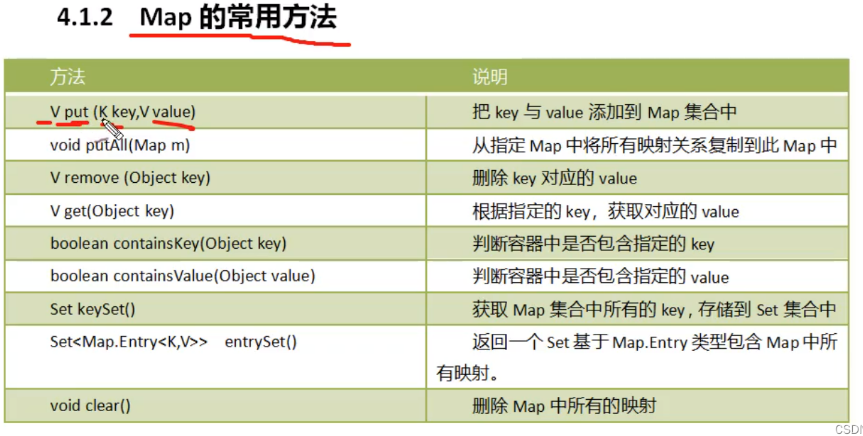 4.1.2 Map 的常用方法
方法 说明
V put (K key,V value) 把 key 与 value 添加到 Map 集合中
void putAll(Map m) 从指定 Map 中将所有映射关系复制到此 Map 中
V remove (Object key) 删除 key 对应的 value
V get(Object key) 根据指定的 key，获取对应的 value
boolean containsKey(Object key) 判断容器中是否包含指定的 key
boolean containsValue(Object value) 判断容器中是否包含指定的 value
Set keySet() 获取 Map 集合中所有的 key , 存储到 Set 集合中
Set<Map.Entry<K,V>> entrySet() 返回一个 Set 基于 Map.Entry 类型包含 Map 中所
有映射。
void clear() 删除 Map 中所有的映射
CSDN